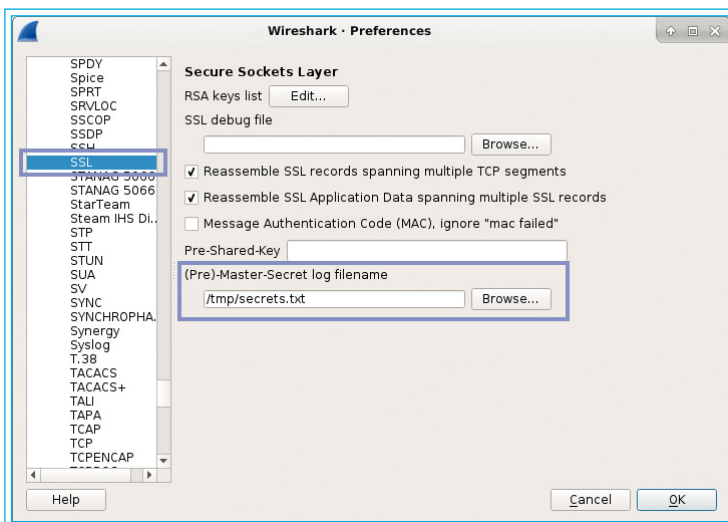 Wireshark · Preferences
SPDY
Spice
SPRT
SRVLOC
SSCOP
SSDP
SSH
SSL
STANAG 5066
StarTeam
Steam IHS Di..
STP
STT
STUN
SUA
SV
SYNC
SYNCHROPHA.
Synergy
Syslog
T.38
TACACS
TACACS+
TALI
TAPA
TCAP
TCP
TCPENCAP
Secure Sockets Layer
RSA keys list Edit...
SSL debug file
Browse...
Reassemble SSL records spanning multiple TCP segments
Reassemble SSL Application Data spanning multiple SSL records
Message Authentication Code (MAC), ignore "mac failed"
Pre-Shared-Key
(Pre)-Master-Secret log filename
/tmp/secrets.txt Browse...
Help Cancel OK